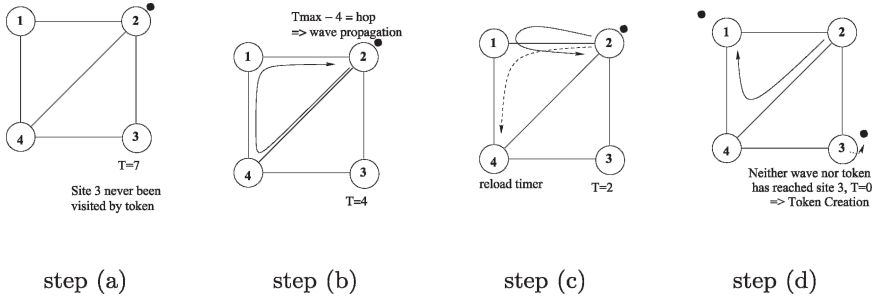 1
2
4
3
T=7
Site 3 never been
visited by token
step (a)
Tmax − 4 = hop
=> wave propagation
1
2
4
3
T=4
step (b)
1
2
4
3
reload timer
T=2
step (c)
1
2
4
3
Neither wave nor token
has reached site 3, T=0
=> Token Creation
step (d)